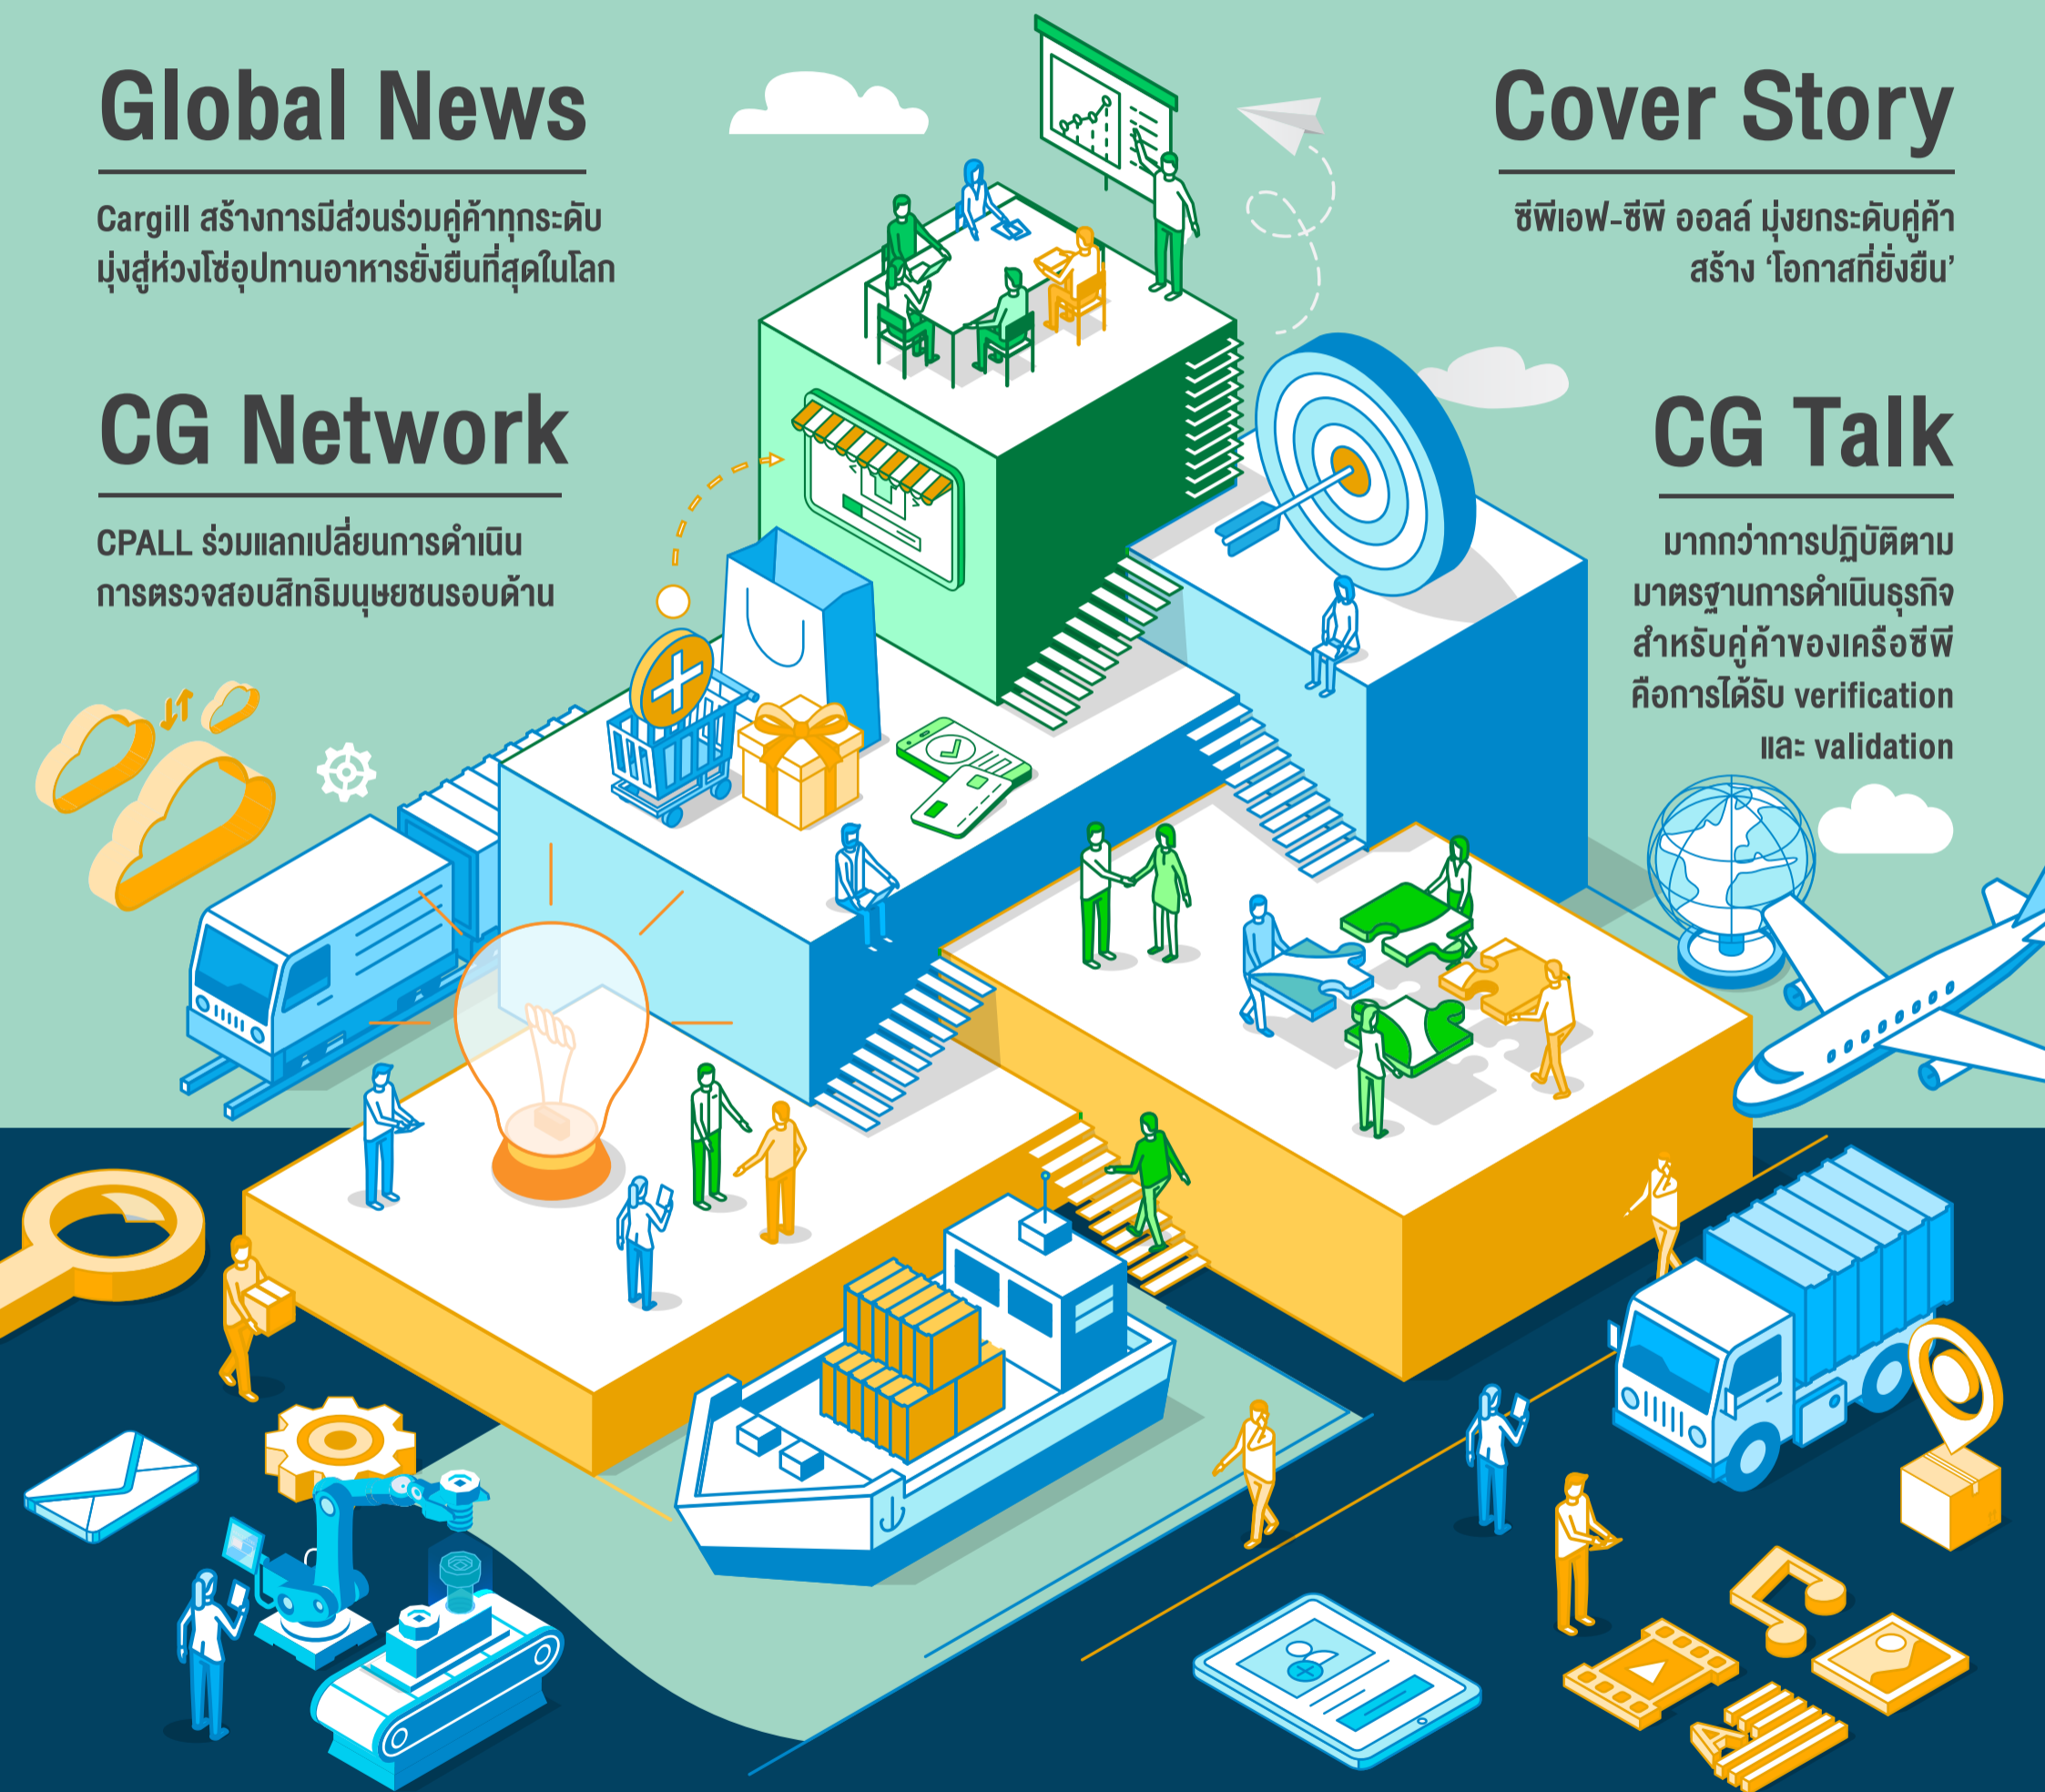 Global News
Cargill สร้างการมีส่วนร่วมคู่ค้าทุกระดับ
มุ่งสู่ห่วงโซ่อุปทานอาหารยั่งยืนที่สุดในโลก
CG Network
CPALL ร่วมแลกเปลี่ยนการดำเนิน
การตรวจสอบสิทธิมนุษยชนรอบด้าน
Cover Story
ซีพีเอฟ-ซีพี ออลล์ มุ่งยกระดับคู่ค้า
สร้าง ‘โอกาสที่ยั่งยืน’
CG Talk
มากกว่าการปฏิบัติตาม
มาตรฐานการดำเนินธุรกิจ
สำหรับคู่ค้าของเครือซีพี
คือการได้รับ verification
และ validation
A